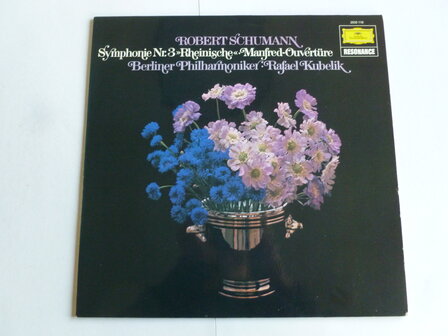 ROBERT SCHUMANN
Symphonie Nr. 3 »Rheinische« · Manfred-Ouvertüre
Berliner Philharmoniker · Rafael Kubelik
RESONANCE